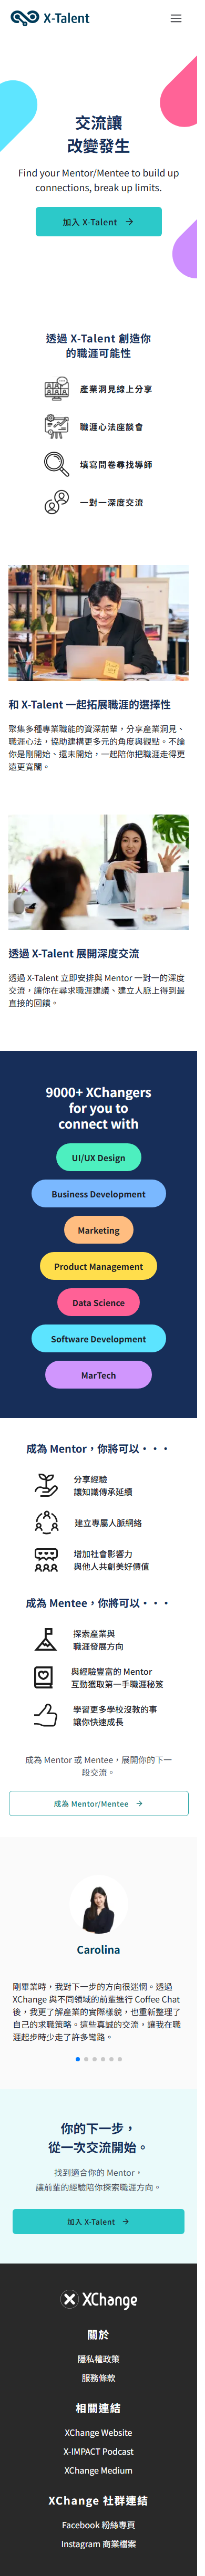 X-Talent
交流讓
改變發生
Find your Mentor/Mentee to build up
connections, break up limits.
加入 X-Talent →
透過 X-Talent 創造你
的職涯可能性
產業洞見線上分享
職涯心法座談會
填寫問卷尋找導師
一對一深度交流
和 X-Talent 一起拓展職涯的選擇性
聚集多種專業職能的資深前輩，分享產業洞見、
職涯心法，協助建構更多元的角度與觀點。不論
你是剛開始、還未開始，一起陪你把職涯走得更
遠更寬闊。
透過 X-Talent 展開深度交流
透過 X-Talent 立即安排與 Mentor 一對一的深度
交流，讓你在尋求職涯建議、建立人脈上得到最
直接的回饋。
9000+ XChangers
for you to
connect with
UI/UX Design
Business Development
Marketing
Product Management
Data Science
Software Development
MarTech
成為 Mentor，你將可以・・・
分享經驗
讓知識傳承延續
建立專屬人脈網絡
增加社會影響力
與他人共創美好價值
成為 Mentee，你將可以・・・
探索產業與
職涯發展方向
與經驗豐富的 Mentor
互動獲取第一手職涯秘笈
學習更多學校沒教的事
讓你快速成長
成為 Mentor 或 Mentee，展開你的下一
段交流。
成為 Mentor/Mentee →
Carolina
剛畢業時，我對下一步的方向很迷惘。透過
XChange 與不同領域的前輩進行 Coffee Chat
後，我更了解產業的實際樣貌，也重新整理了
自己的求職策略。這些真誠的交流，讓我在職
涯起步時少走了許多彎路。
你的下一步，
從一次交流開始。
找到適合你的 Mentor，
讓前輩的經驗陪你探索職涯方向。
加入 X-Talent →
XChange
關於
隱私權政策
服務條款
相關連結
XChange Website
X-IMPACT Podcast
XChange Medium
XChange 社群連結
Facebook 粉絲專頁
Instagram 商業檔案